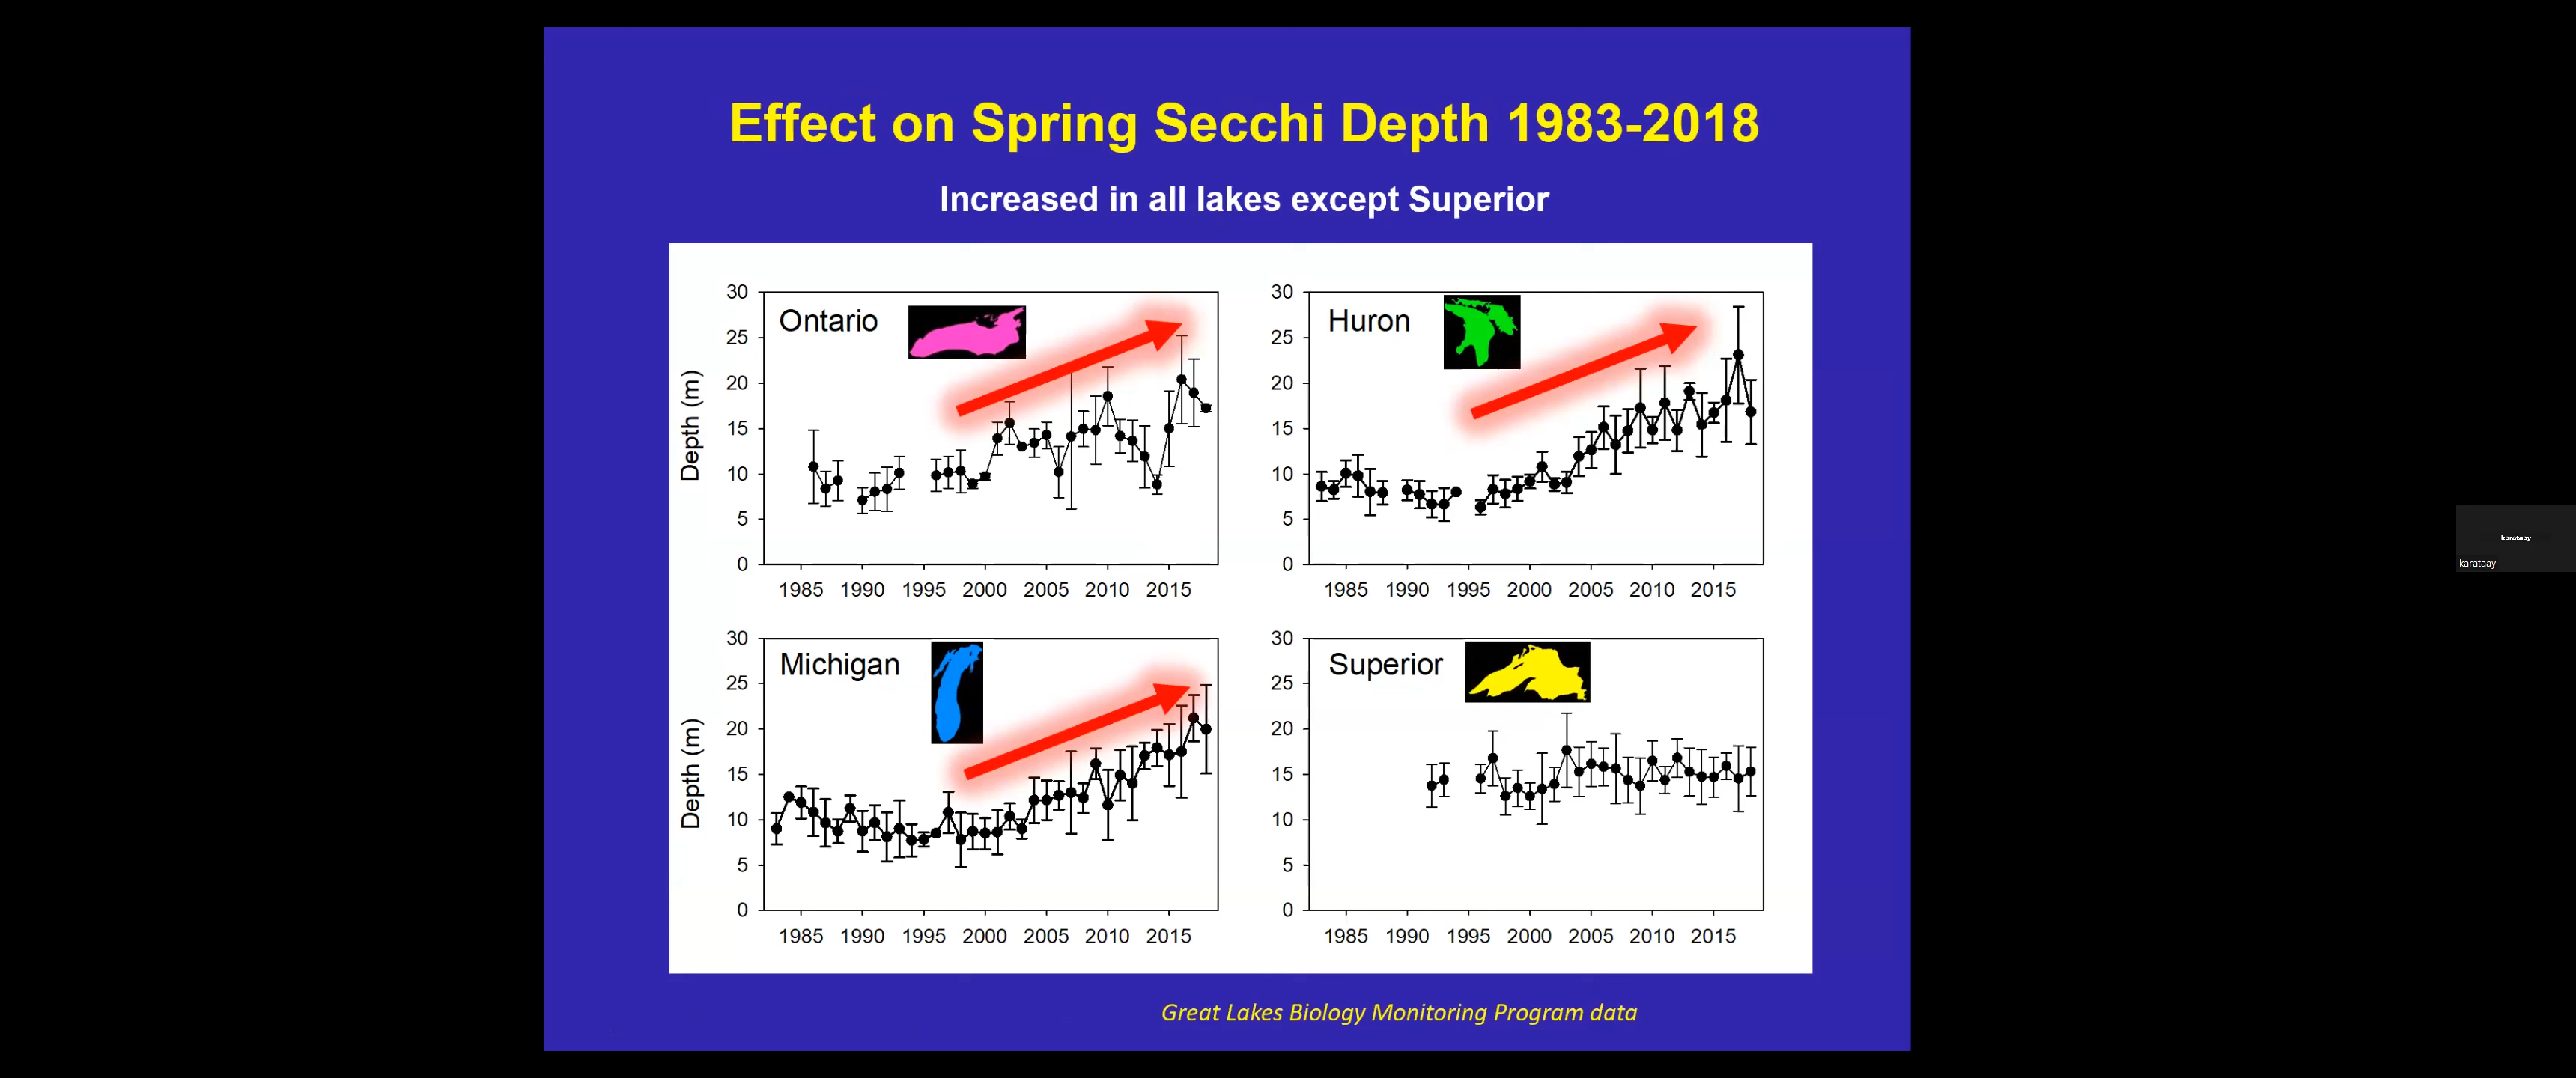 Effect on Spring Secchi Depth 1983-2018
Increased in all lakes except Superior
Ontario
Depth (m)
30
25
20
15
10
5
0
1985 1990 1995 2000 2005 2010 2015
Huron
30
25
20
15
10
5
0
1985 1990 1995 2000 2005 2010 2015
Michigan
Depth (m)
30
25
20
15
10
5
0
1985 1990 1995 2000 2005 2010 2015
Superior
30
25
20
15
10
5
0
1985 1990 1995 2000 2005 2010 2015
Great Lakes Biology Monitoring Program data
karataay
karataay